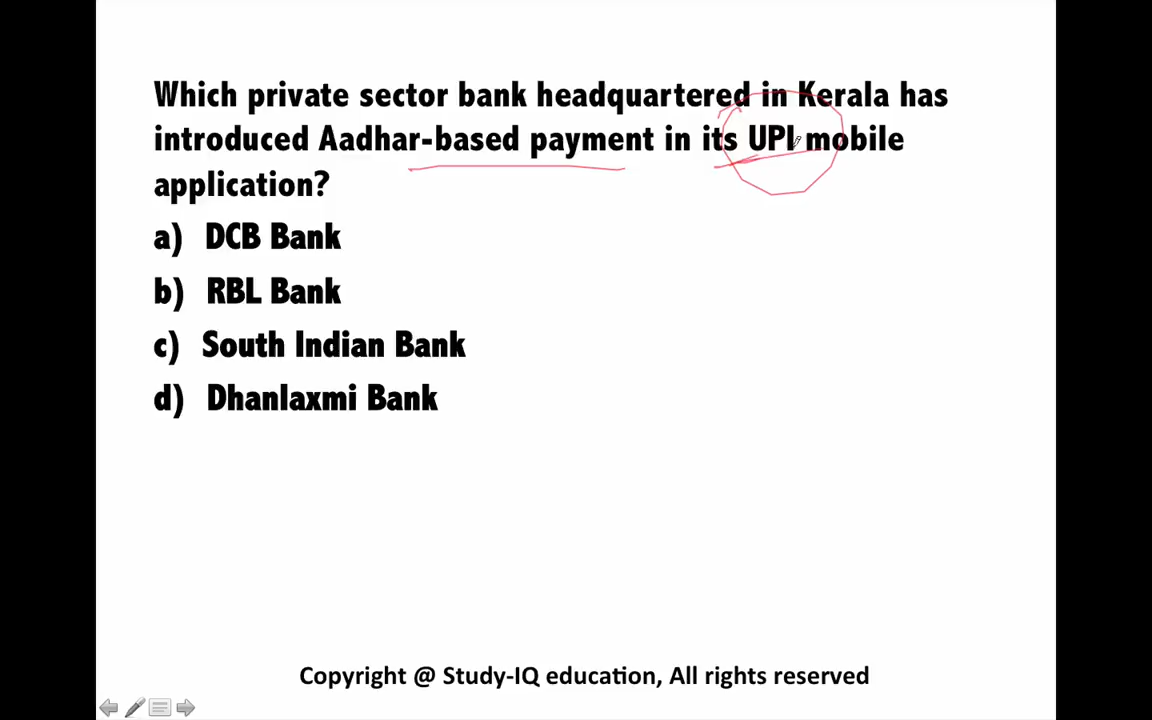 Which private sector bank headquartered in Kerala has
introduced Aadhar-based payment in its UPI mobile
application?
a) DCB Bank
b) RBL Bank
c) South Indian Bank
d) Dhanlaxmi Bank
Copyright @ Study-IQ education, All rights reserved